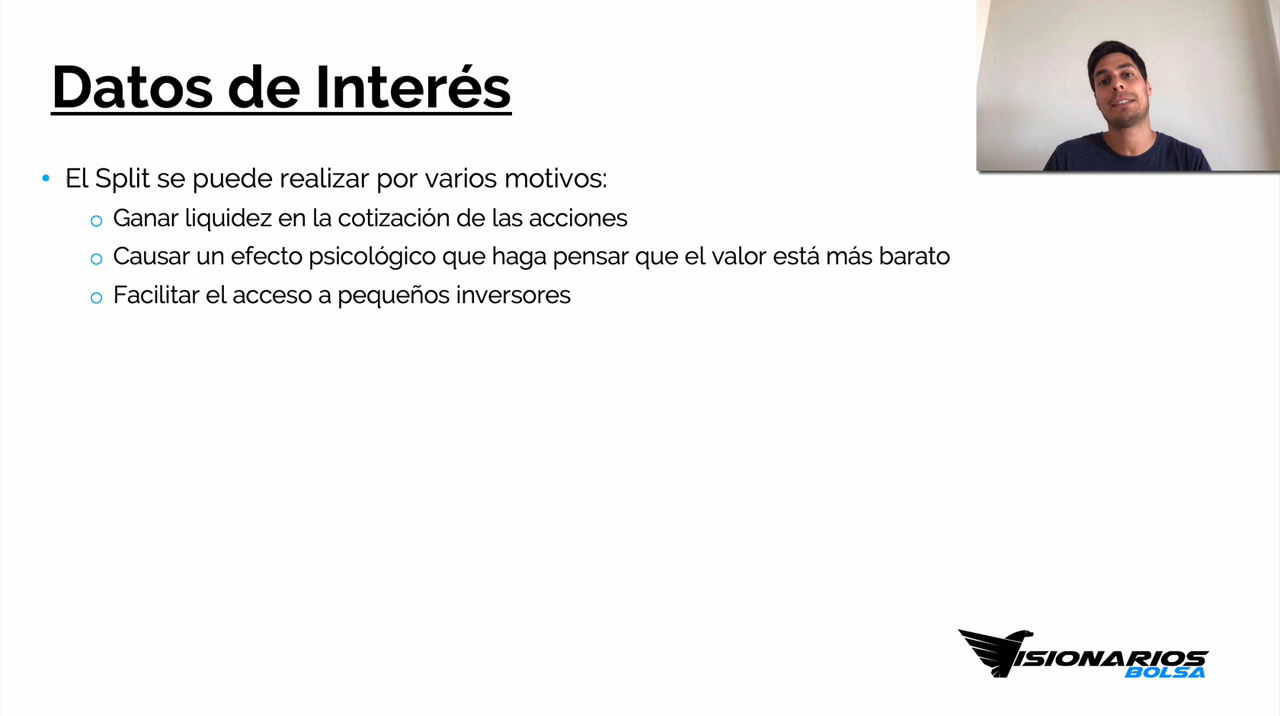 Datos de Interés
• El Split se puede realizar por varios motivos:
o Ganar liquidez en la cotización de las acciones
o Causar un efecto psicológico que haga pensar que el valor está más barato
o Facilitar el acceso a pequeños inversores
VISIONARIOS
BOLSA